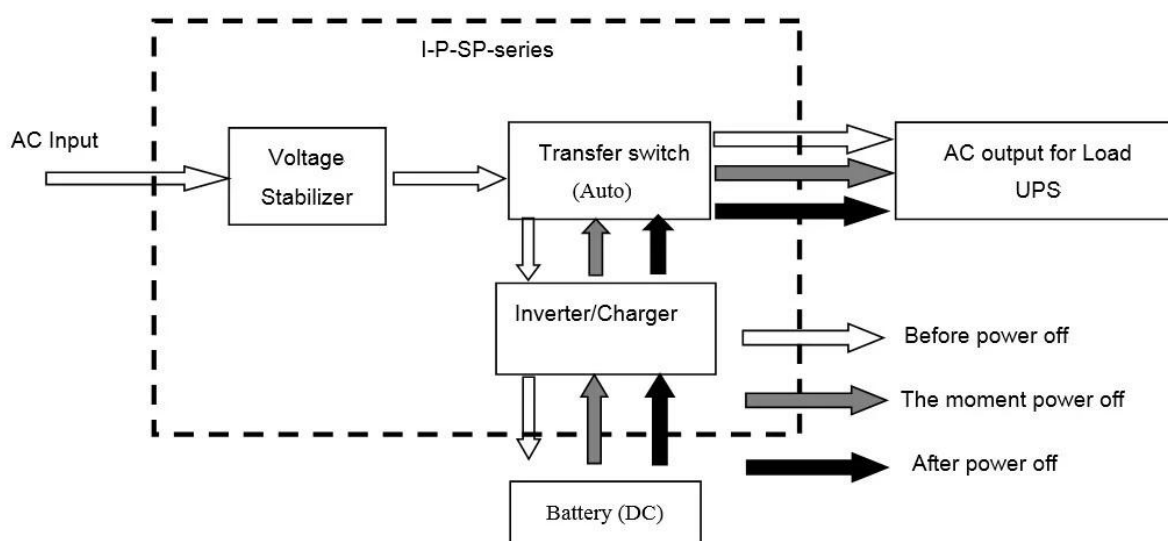 I-P-SP-series
AC Input
Voltage
Stabilizer
Transfer switch
(Auto)
AC output for Load
UPS
Inverter/Charger
Before power off
The moment power off
After power off
Battery (DC)